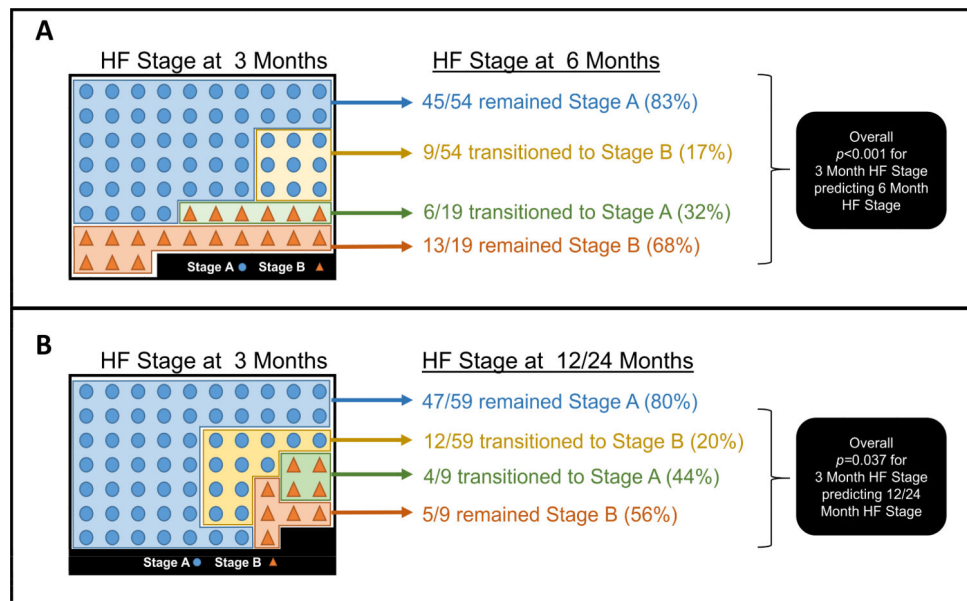 A
HF Stage at 3 Months
HF Stage at 6 Months
45/54 remained Stage A (83%)
9/54 transitioned to Stage B (17%)
6/19 transitioned to Stage A (32%)
13/19 remained Stage B (68%)
Stage A Stage B
Overall
p<0.001 for
3 Month HF Stage
predicting 6 Month
HF Stage
B
HF Stage at 3 Months
HF Stage at 12/24 Months
47/59 remained Stage A (80%)
12/59 transitioned to Stage B (20%)
4/9 transitioned to Stage A (44%)
5/9 remained Stage B (56%)
Stage A Stage B
Overall
p=0.037 for
3 Month HF Stage
predicting 12/24
Month HF Stage